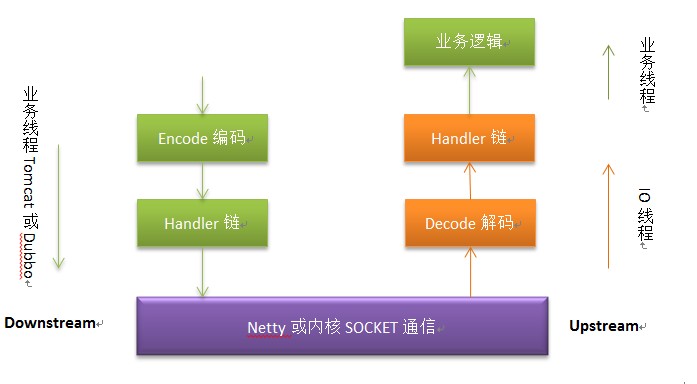 业务逻辑
业务线程
业务线程 Tomcat 或 Dubbo
Encode 编码
Handler 链
Handler 链
Decode 解码
IO 线程
Downstream
Netty 或内核 SOCKET 通信
Upstream